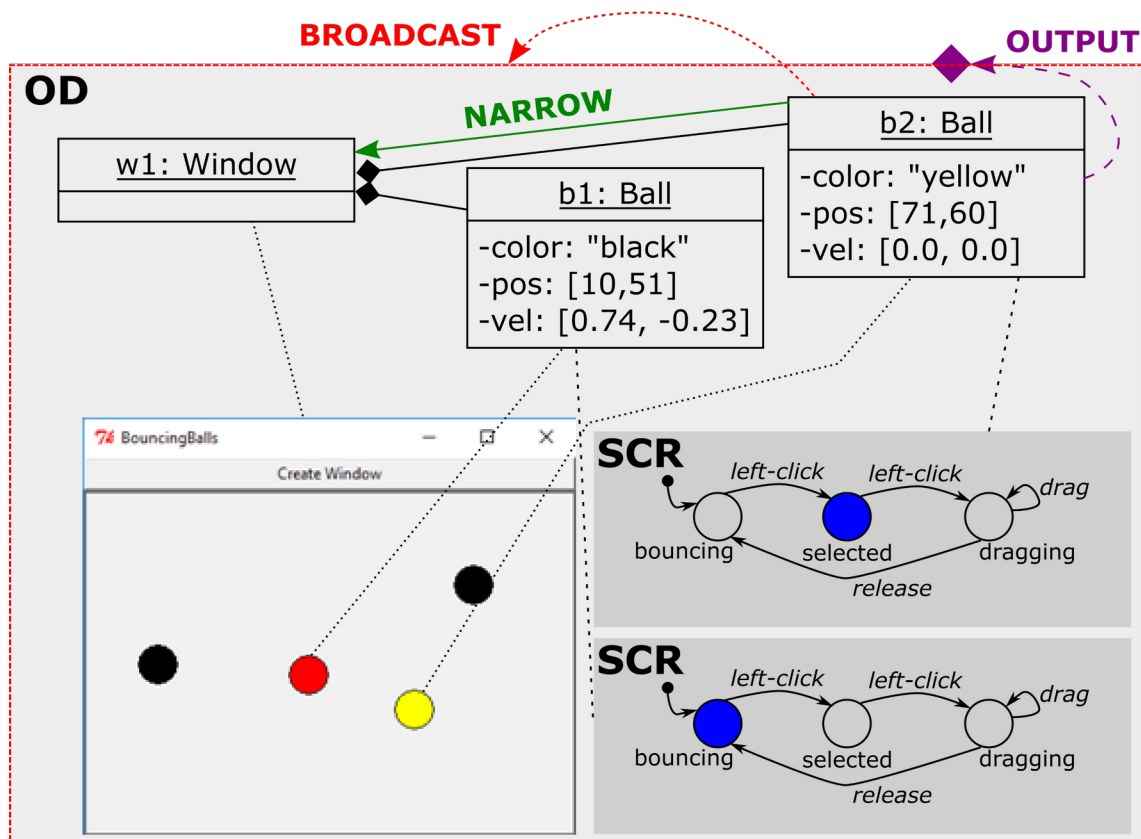 BROADCAST
OUTPUT
OD
NARROW
w1: Window
b2: Ball
-color: "yellow"
-pos: [71,60]
-vel: [0.0, 0.0]
b1: Ball
-color: "black"
-pos: [10,51]
-vel: [0.74, -0.23]
BouncingBalls
Create Window
SCR
left-click
left-click
drag
bouncing
selected
dragging
release
SCR
left-click
left-click
drag
bouncing
selected
dragging
release